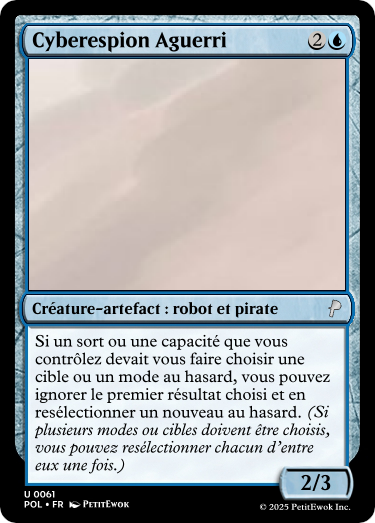 Cyberespion Aguerri 2
Créature-artefact : robot et pirate
Si un sort ou une capacité que vous
contrôlez devait vous faire choisir une
cible ou un mode au hasard, vous pouvez
ignorer le premier résultat choisi et en
resélectionner un nouveau au hasard. (Si
plusieurs modes ou cibles doivent être choisis,
vous pouvez resélectionner chacun d'entre
eux une fois.)
2/3
U 0061
POL • FR PetitEwok
© 2025 PetitEwok Inc.